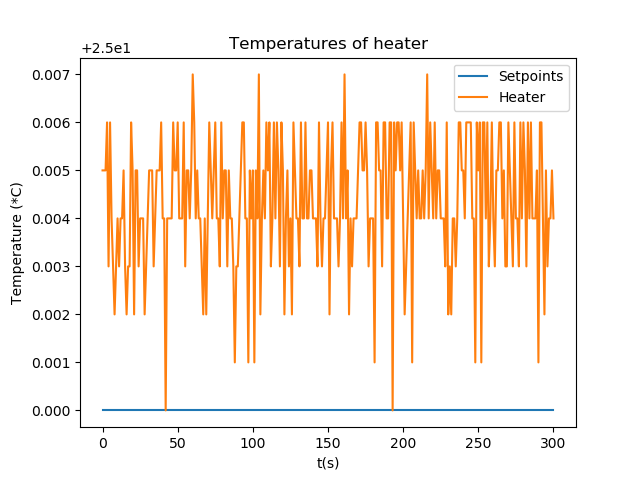 Temperatures of heater
+2.5e1
0.007
0.006
0.005
0.004
0.003
0.002
0.001
0.000
Temperature (*C)
Setpoints
Heater
0 50 100 150 200 250 300
t(s)